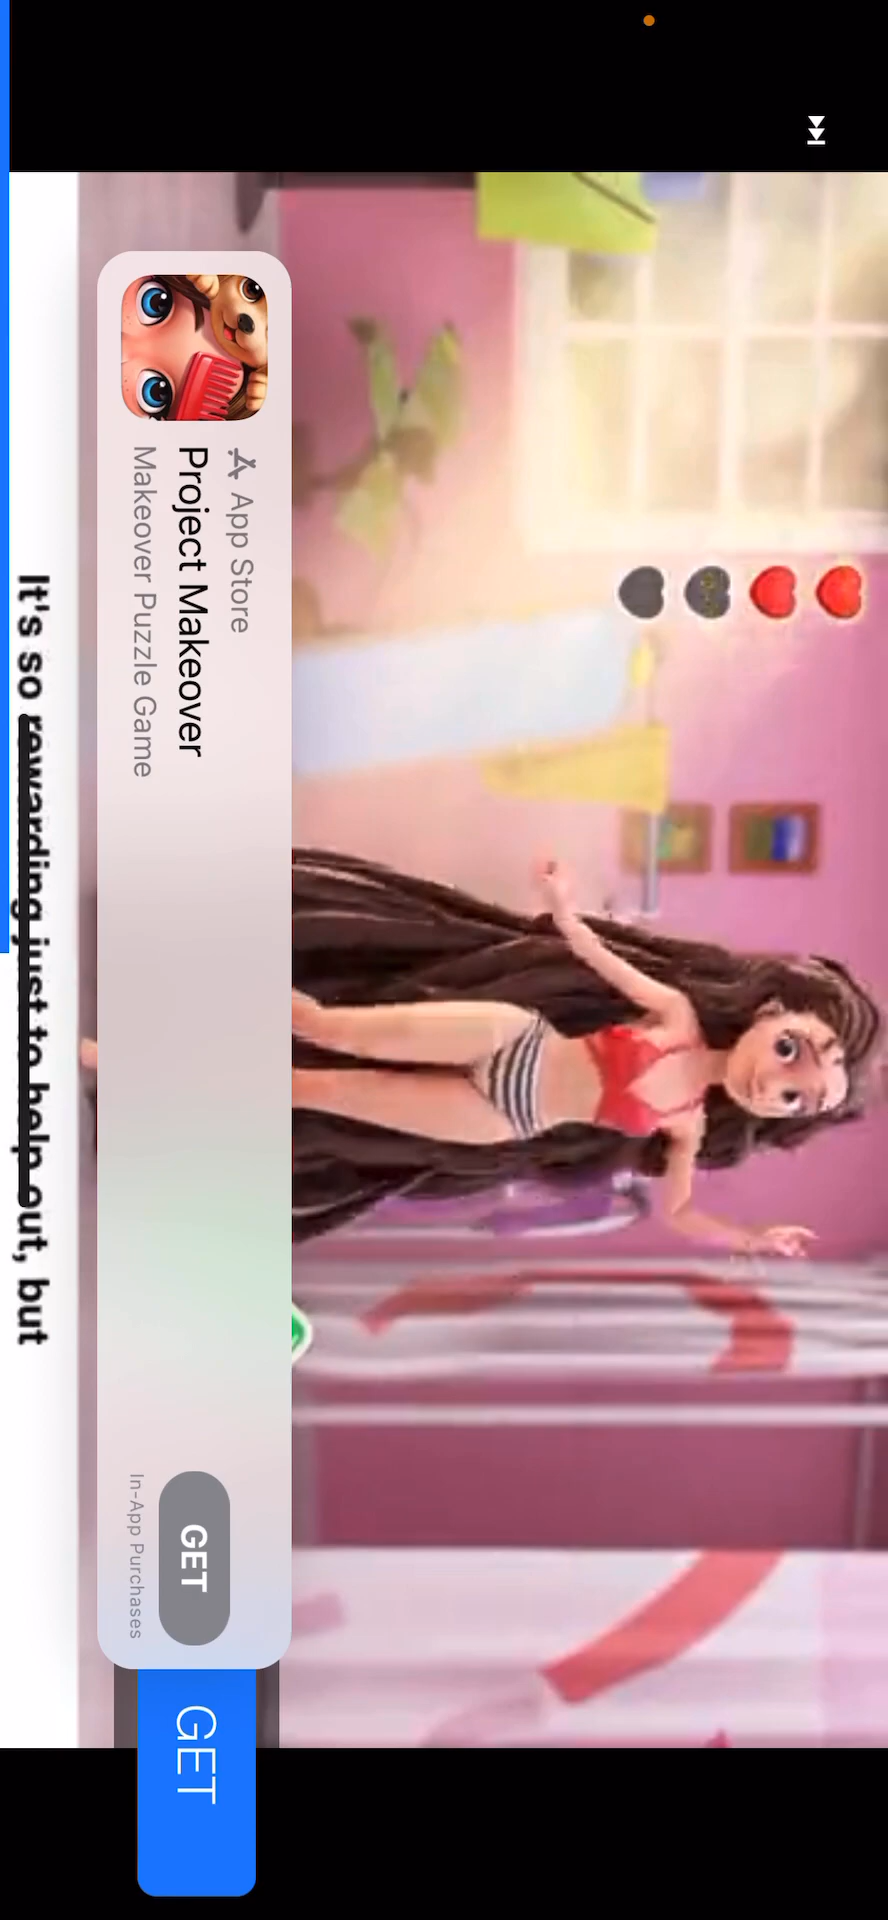 App Store
Project Makeover
Makeover Puzzle Game
GET
In-App Purchases
GET
It's so rewarding just to help out, but